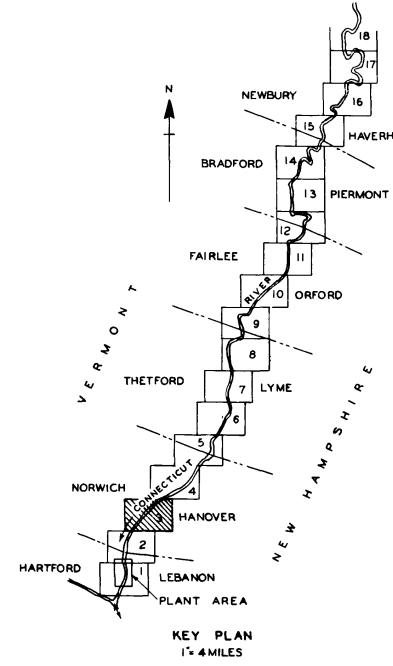 18
17
N
NEWBURY
16
15
HAVERH
BRADFORD
14
13
PIERMONT
12
FAIRLEE
11
RIVER
10
ORFORD
9
VERMONT
8
THETFORD
7
LYME
6
5
NEW HAMPSHIRE
CONNECTICUT
NORWICH
4
3
HANOVER
2
HARTFORD
1
LEBANON
PLANT AREA
KEY PLAN
1"= 4 MILES